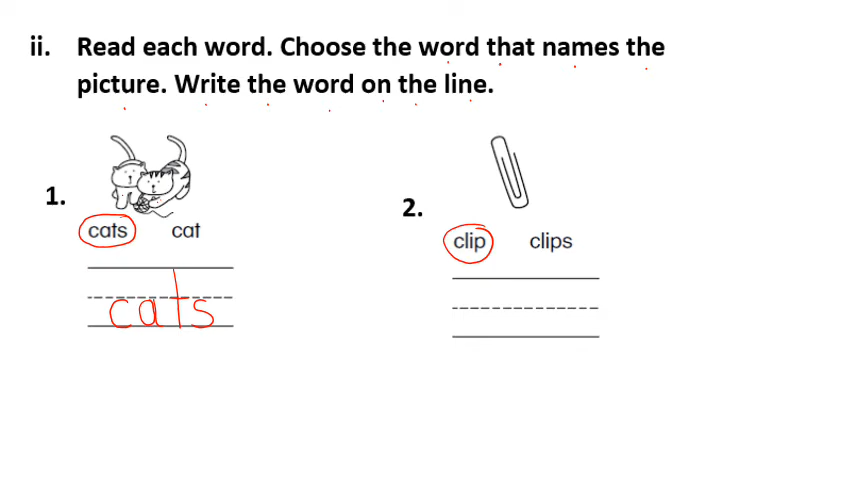 ii. Read each word. Choose the word that names the
picture. Write the word on the line.
1.
cats cat
cats
2.
clip clips